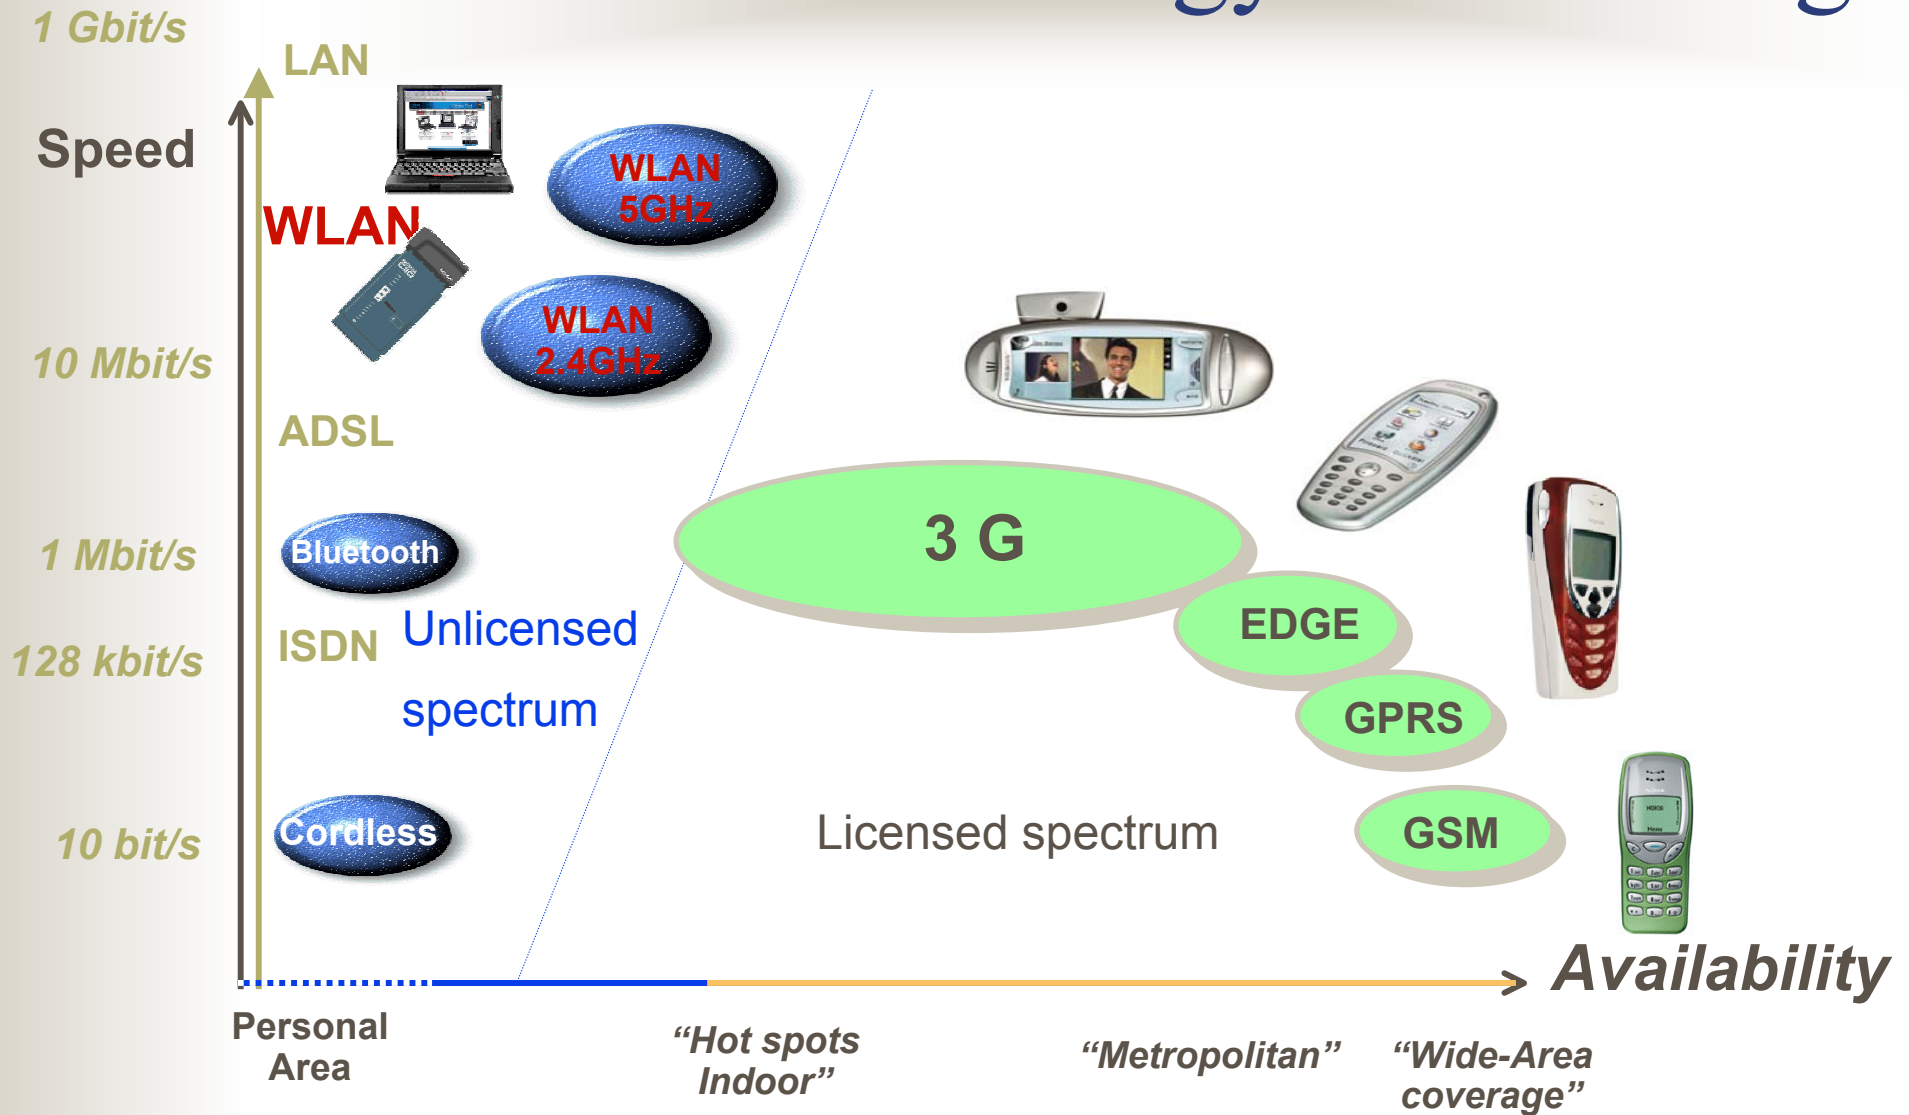 1 Gbit/s
LAN
Speed
WLAN
5GHz
WLAN
WLAN
2.4GHz
10 Mbit/s
ADSL
3 G
1 Mbit/s
Bluetooth
EDGE
128 kbit/s
ISDN
Unlicensed
spectrum
GPRS
10 bit/s
Cordless
Licensed spectrum
GSM
Availability
Personal
Area
“Hot spots
Indoor”
“Metropolitan”
“Wide-Area
coverage”